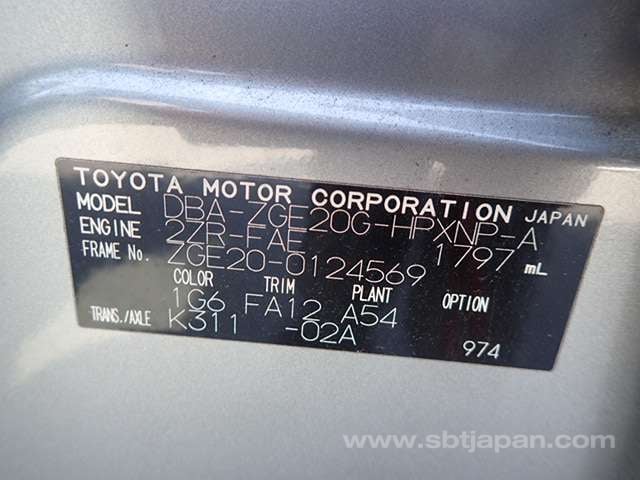 TOYOTA MOTOR CORPORATION JAPAN
MODEL DBA-ZGE20G-HPXNP-A
ENGINE 2ZR-FAE 1797 mL
FRAME No. ZGE20-0124569
COLOR TRIM PLANT OPTION
1G6 FA12 A54
TRANS./AXLE K311 -02A
974
www.sbtjapan.com